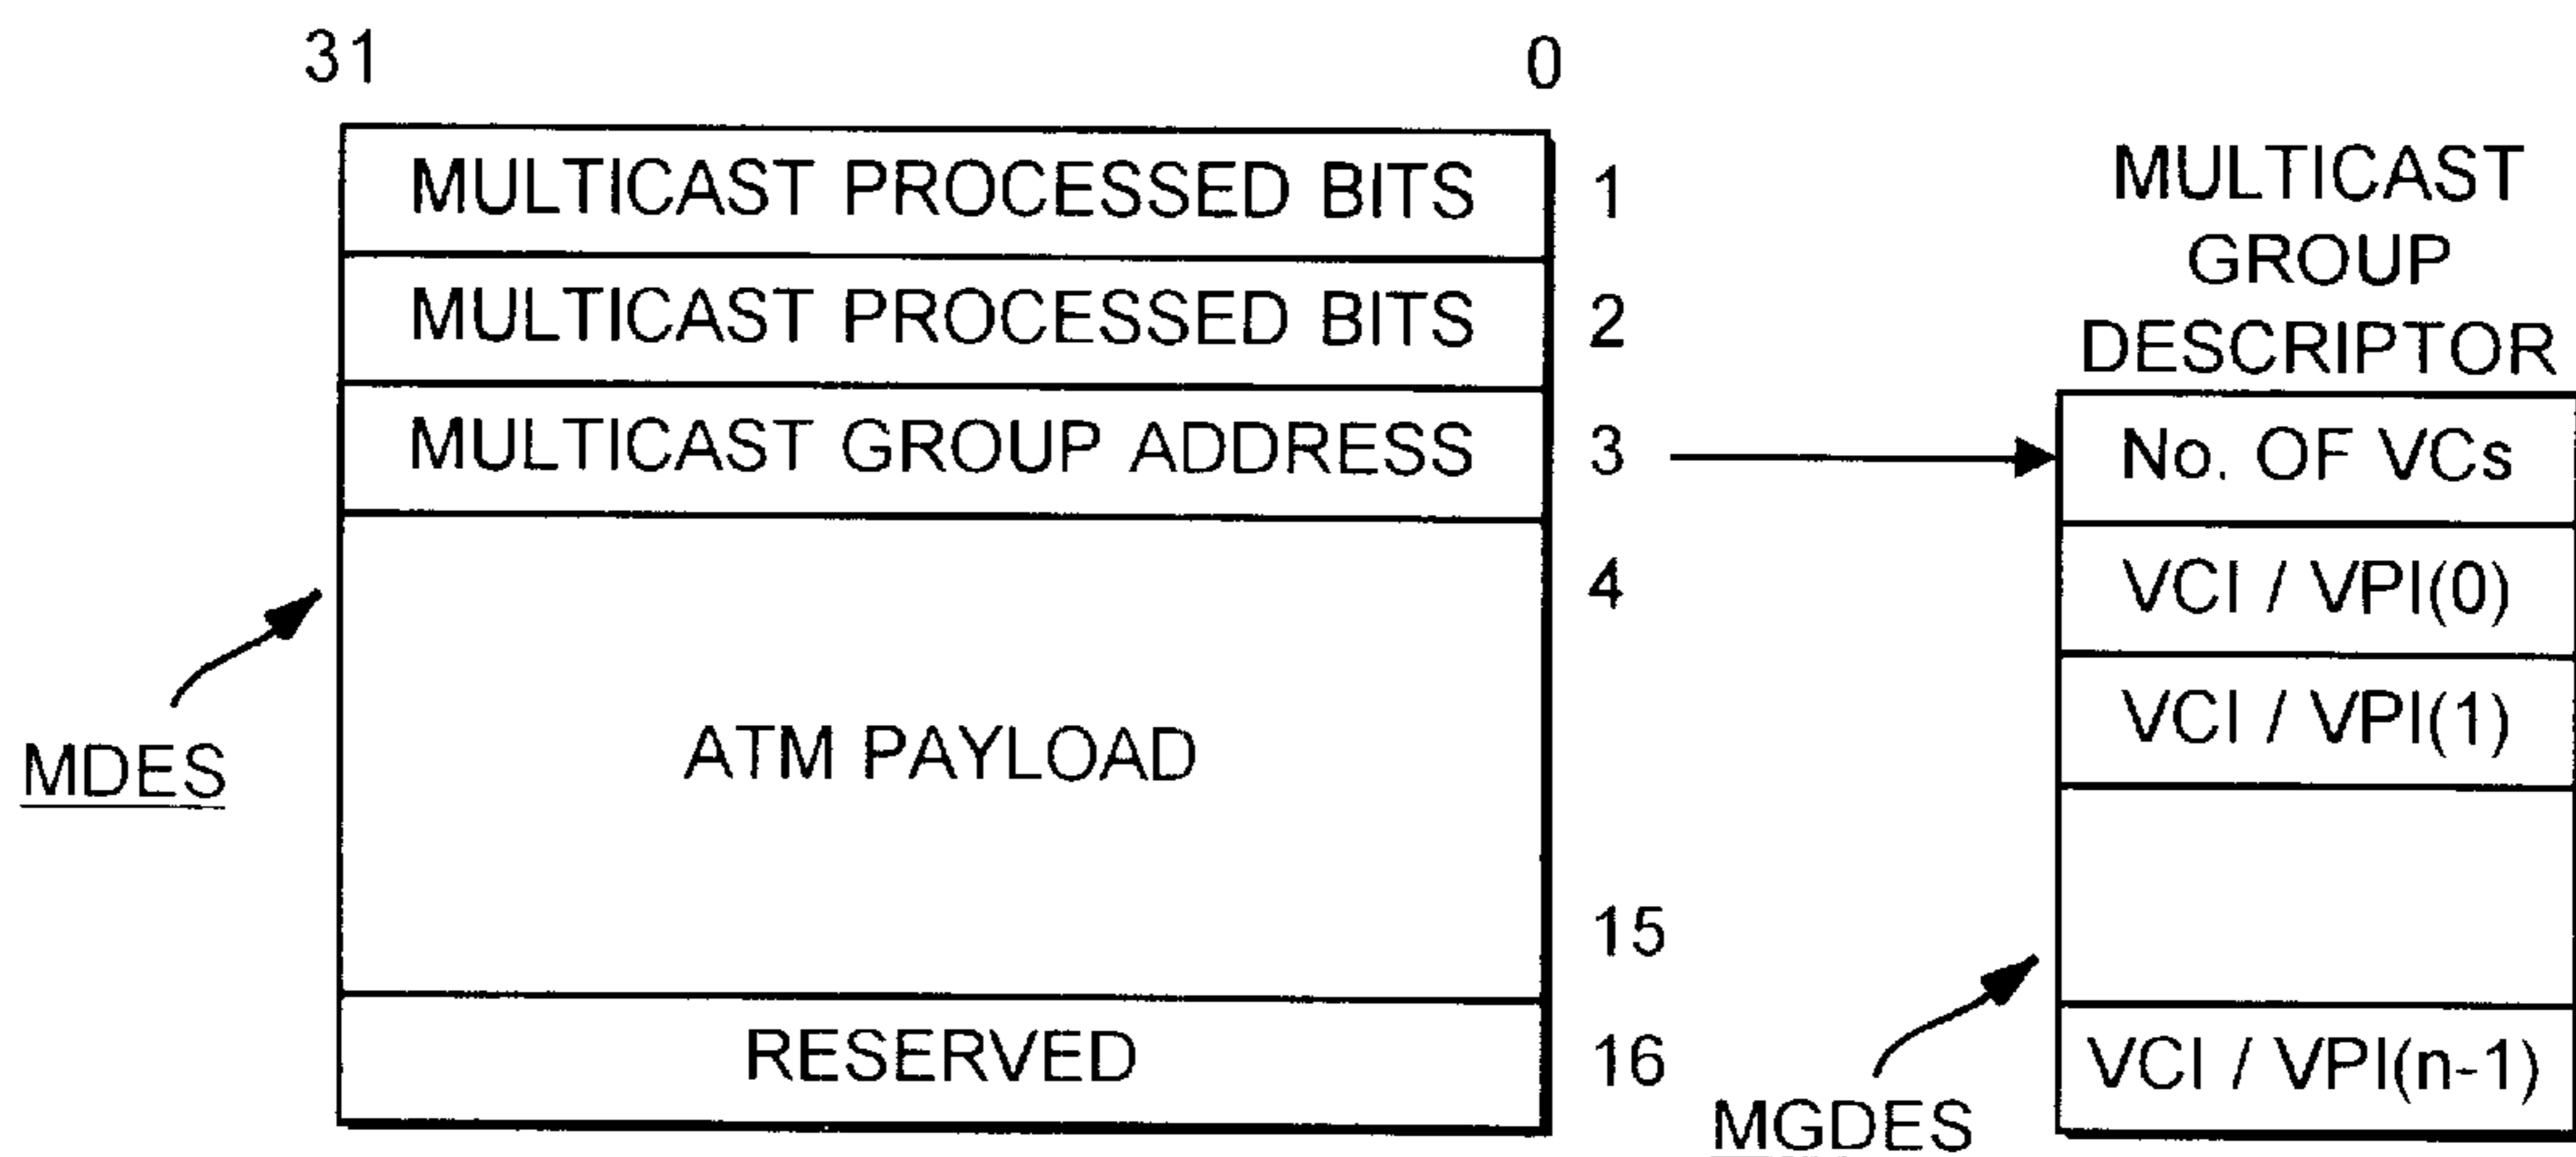 31 0
MULTICAST PROCESSED BITS 1
MULTICAST PROCESSED BITS 2
MULTICAST GROUP ADDRESS 3
4
ATM PAYLOAD
15
RESERVED 16
MDES
MULTICAST
GROUP
DESCRIPTOR
No. OF VCs
VCI / VPI(0)
VCI / VPI(1)
VCI / VPI(n-1)
MGDES